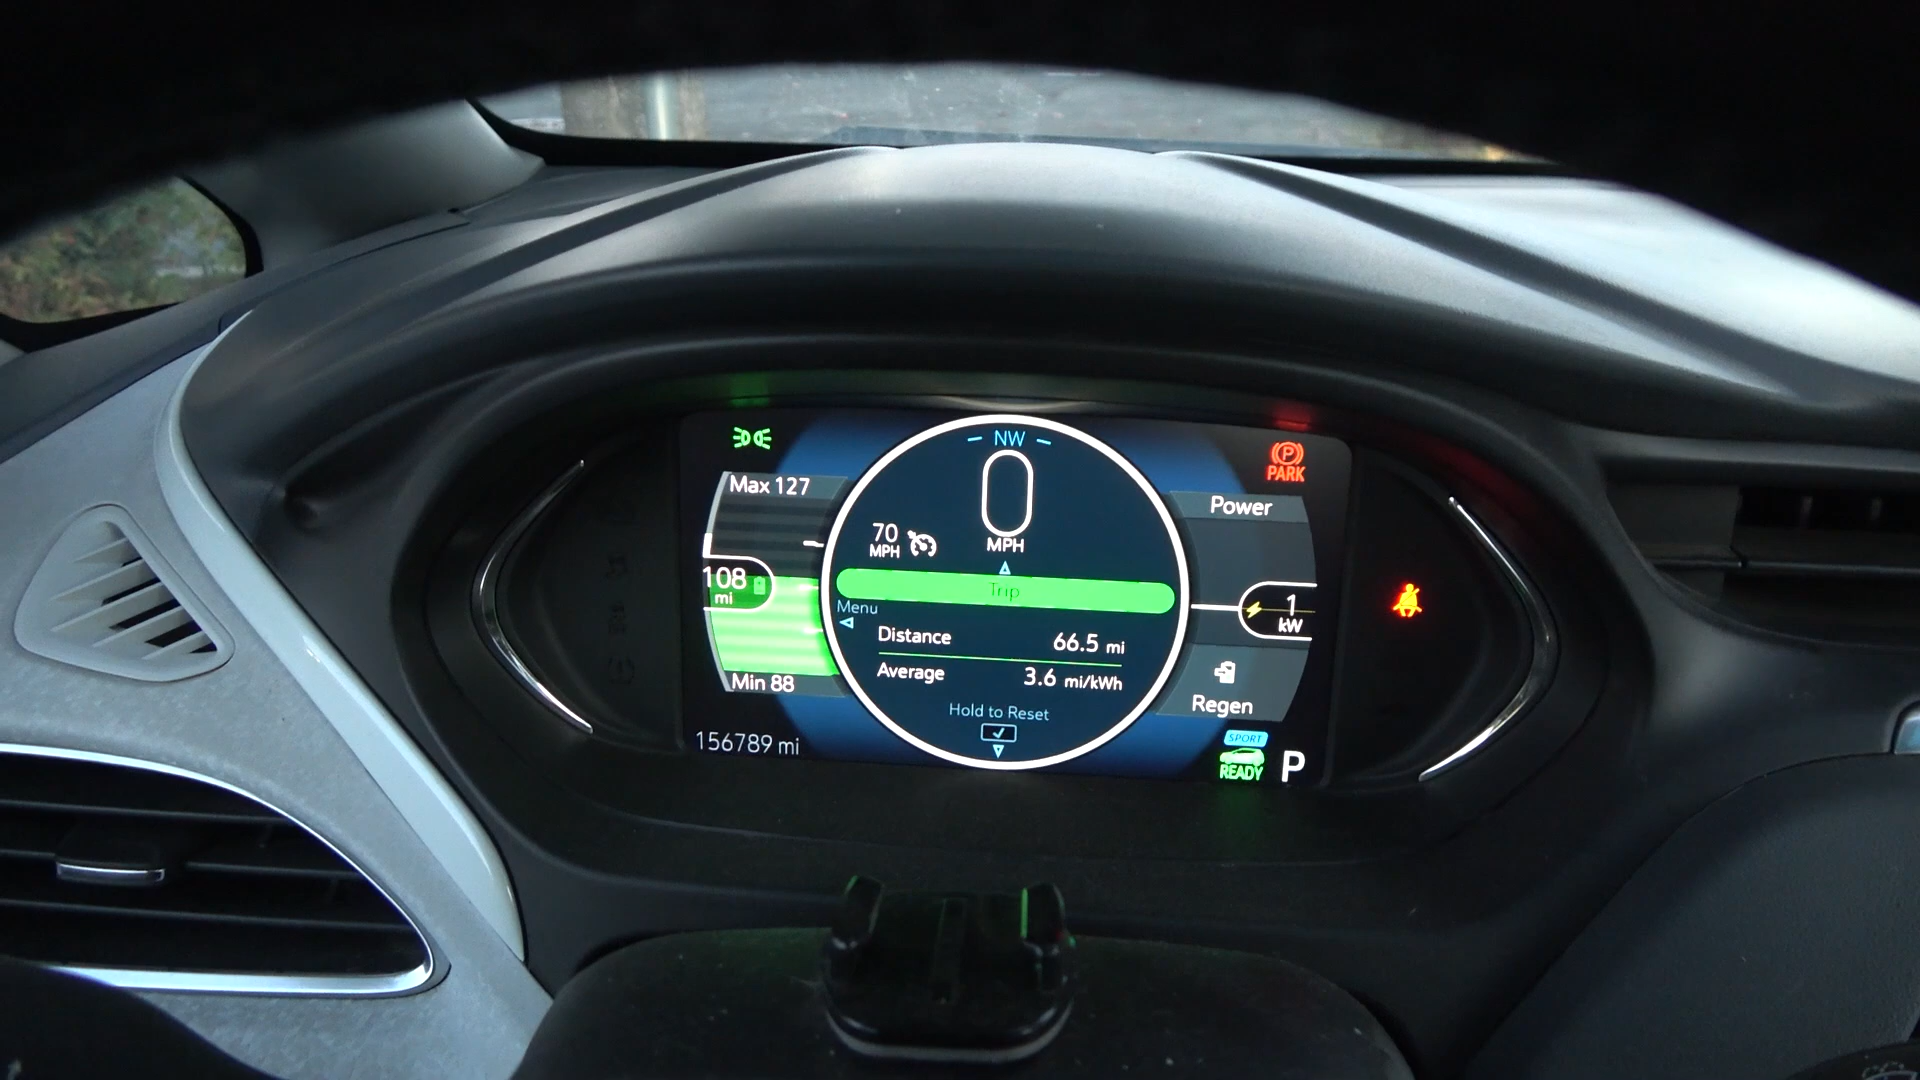 NW
0
MPH
70
MPH
Max 127
108
mi
Min 88
156789 mi
Trip
Menu
Distance 66.5 mi
Average 3.6 mi/kWh
Hold to Reset
P
PARK
Power
1
kW
Regen
SPORT
READY
P